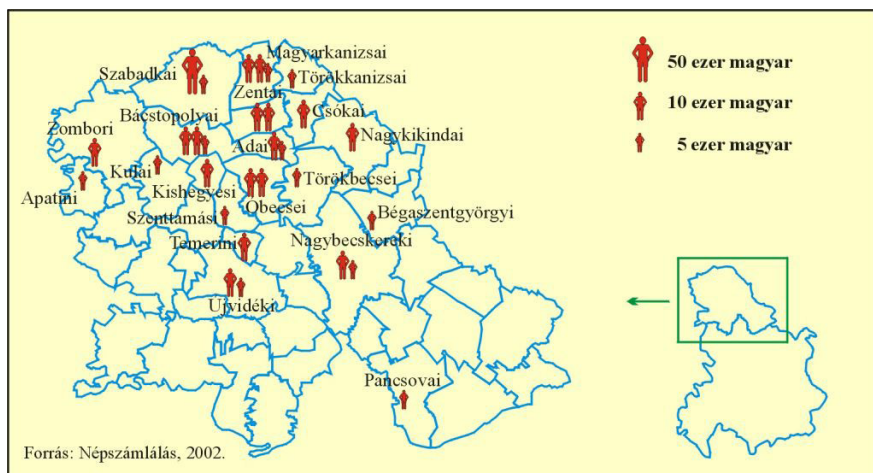 Magyarkanizsai
Szabadkai
Törökkanizsai
Zentai
Bácstopolyai
Csókai
Zombori
Nagykikindai
Adai
Kulai
Törökbecsei
Apatini
Kishegyesi
Óbecsei
Szenttamási
Bégaszentgyörgyi
Temerini
Nagybecskereki
Újvidéki
Pancsovai
50 ezer magyar
10 ezer magyar
5 ezer magyar
Forrás: Népszámlálás, 2002.